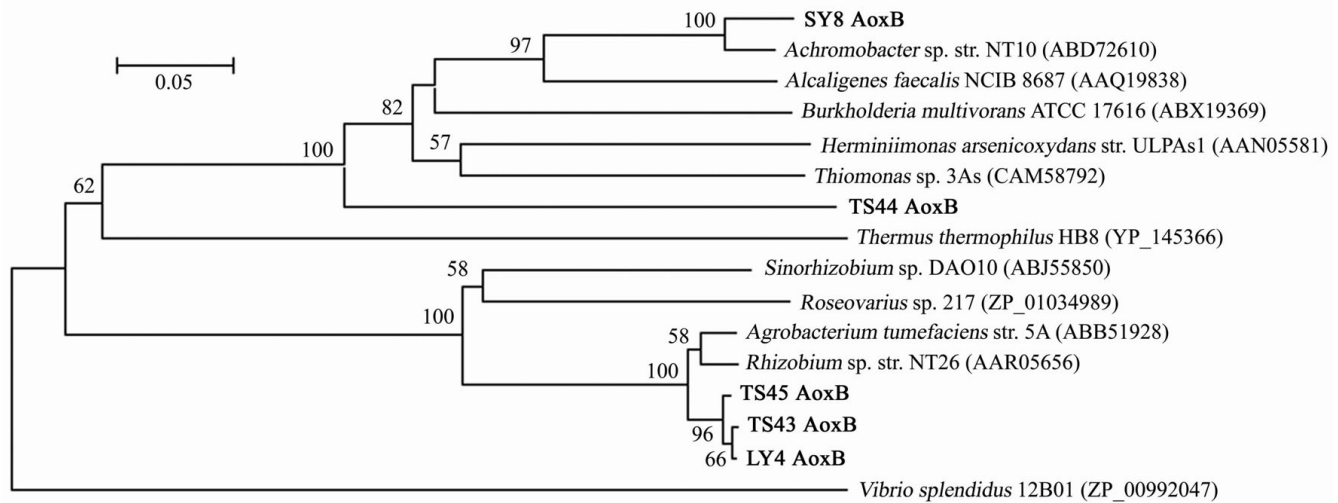 100
SY8 AoxB
97
Achromobacter sp. str. NT10 (ABD72610)
0.05
Alcaligenes faecalis NCIB 8687 (AAQ19838)
82
Burkholderia multivorans ATCC 17616 (ABX19369)
57
Herminiimonas arsenicoxydans str. ULPAs1 (AAN05581)
100
Thiomonas sp. 3As (CAM58792)
62
TS44 AoxB
Thermus thermophilus HB8 (YP_145366)
58
Sinorhizobium sp. DAO10 (ABJ55850)
Roseovarius sp. 217 (ZP_01034989)
100
58
Agrobacterium tumefaciens str. 5A (ABB51928)
Rhizobium sp. str. NT26 (AAR05656)
100
TS45 AoxB
96
TS43 AoxB
66
LY4 AoxB
Vibrio splendidus 12B01 (ZP_00992047)